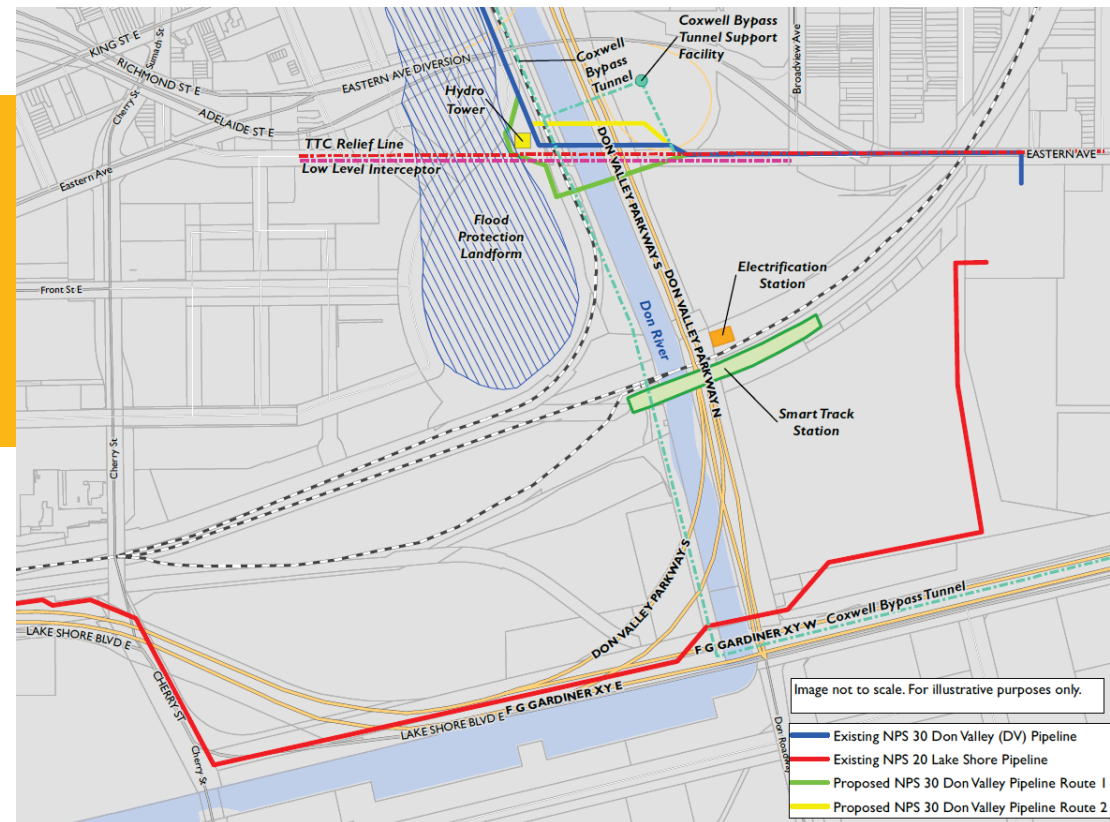 KING ST E
Sumach St
RICHMOND ST E
Cherry St
ADELAIDE ST E
EASTERN AVE DIVERSION
Coxwell
Bypass
Tunnel
Coxwell Bypass
Tunnel Support
Facility
Broadview Ave
Hydro
Tower
TTC Relief Line
Low Level Interceptor
Eastern Ave
EASTERN AVE
DON VALLEY PARKWAY S
Flood
Protection
Landform
Front St E
Don River
DON VALLEY PARKWAY S
DON VALLEY PARKWAY N
Electrification
Station
Smart Track
Station
Cherry St
DON VALLEY PARKWAY S
LAKE SHORE BLVD E
CHERRY ST
Cherry St
LAKE SHORE BLVD E
F G GARDINER XY E
F G GARDINER XY W
Coxwell Bypass Tunnel
Don Roadway
Image not to scale. For illustrative purposes only.
Existing NPS 30 Don Valley (DV) Pipeline
Existing NPS 20 Lake Shore Pipeline
Proposed NPS 30 Don Valley Pipeline Route 1
Proposed NPS 30 Don Valley Pipeline Route 2